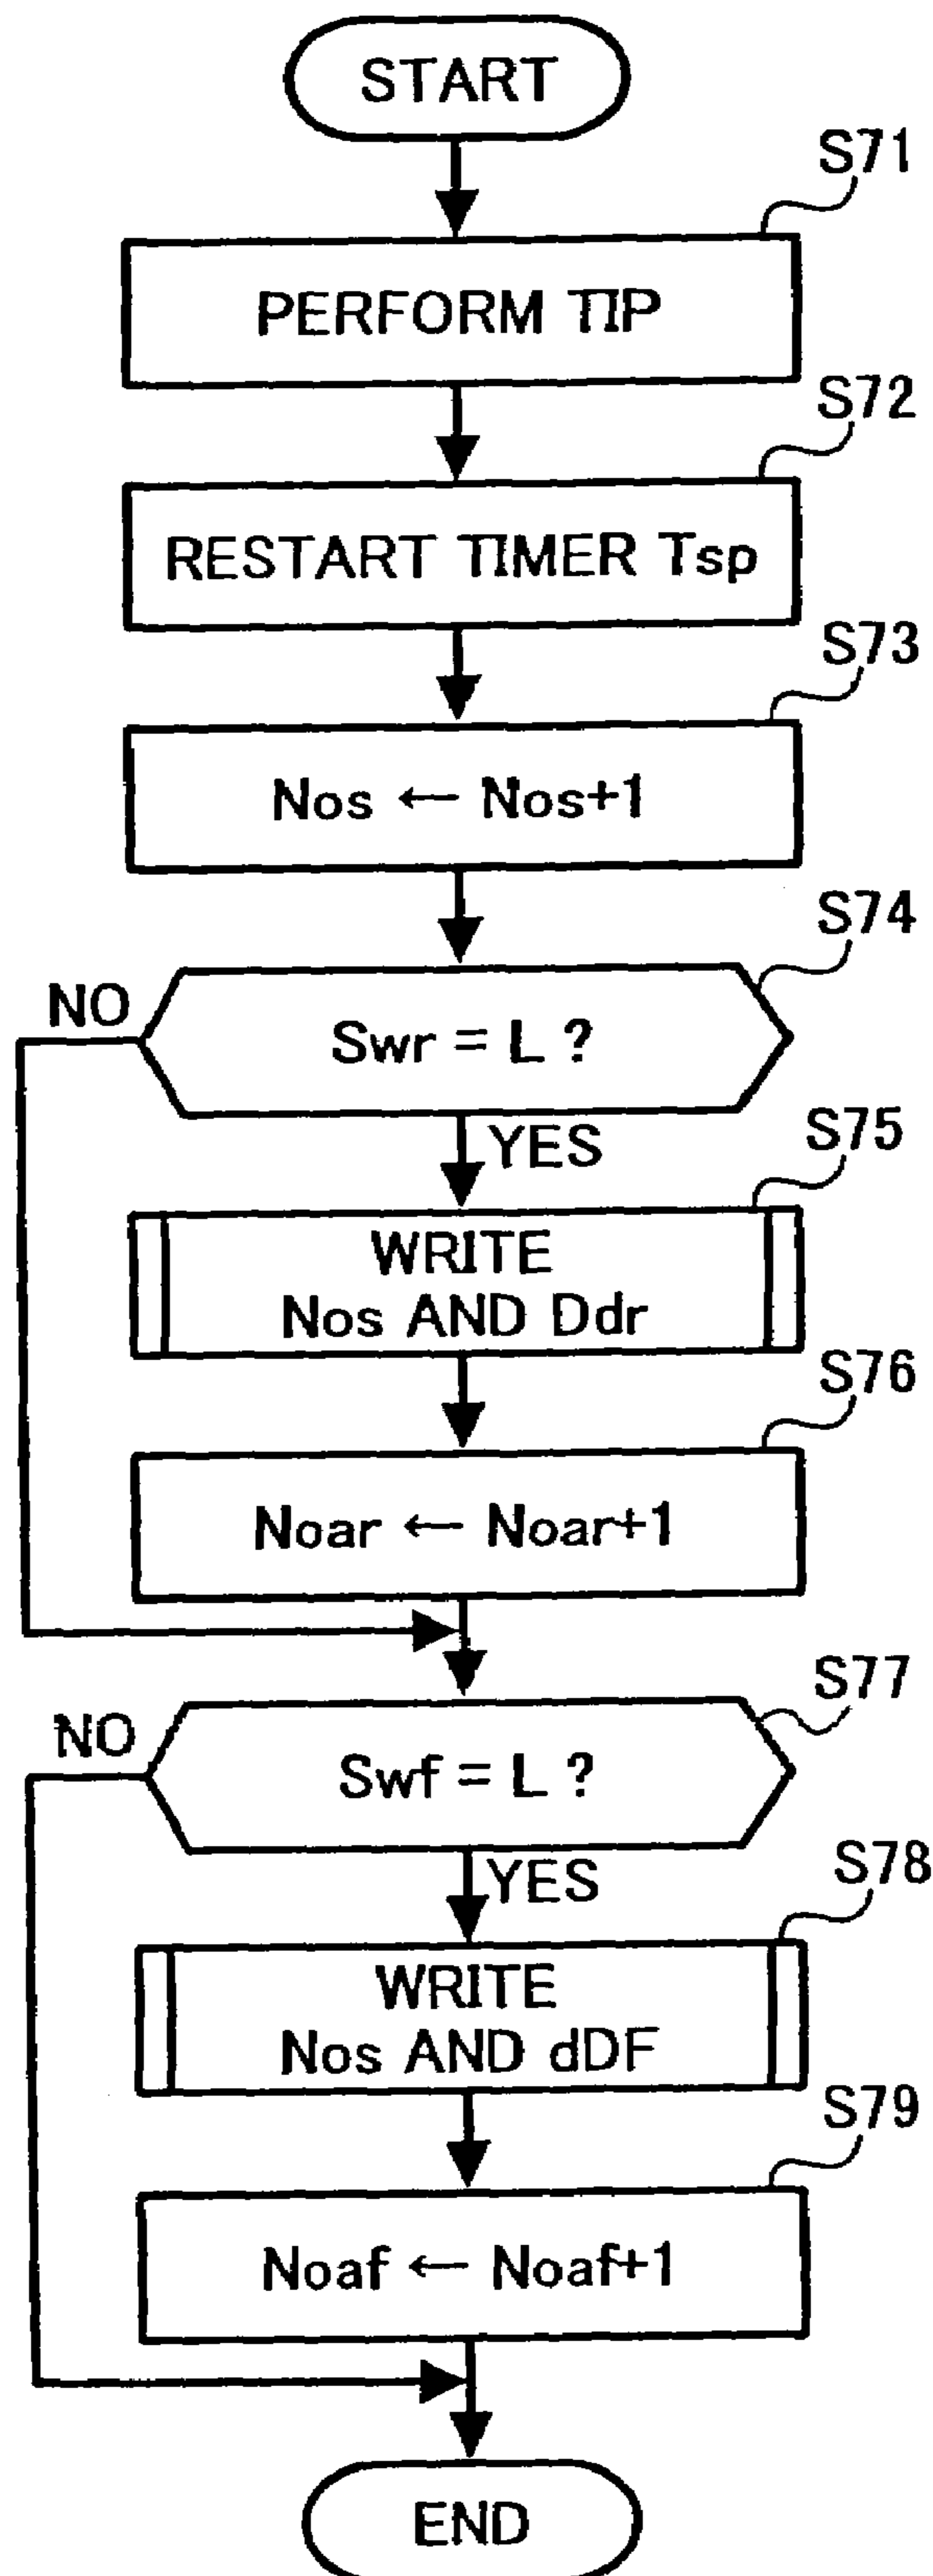 START
S71
PERFORM TIP
S72
RESTART TIMER Tsp
S73
Nos ← Nos+1
S74
NO
Swr = L ?
YES
S75
WRITE
Nos AND Ddr
S76
Noar ← Noar+1
S77
NO
Swf = L ?
YES
S78
WRITE
Nos AND dDF
S79
Noaf ← Noaf+1
END